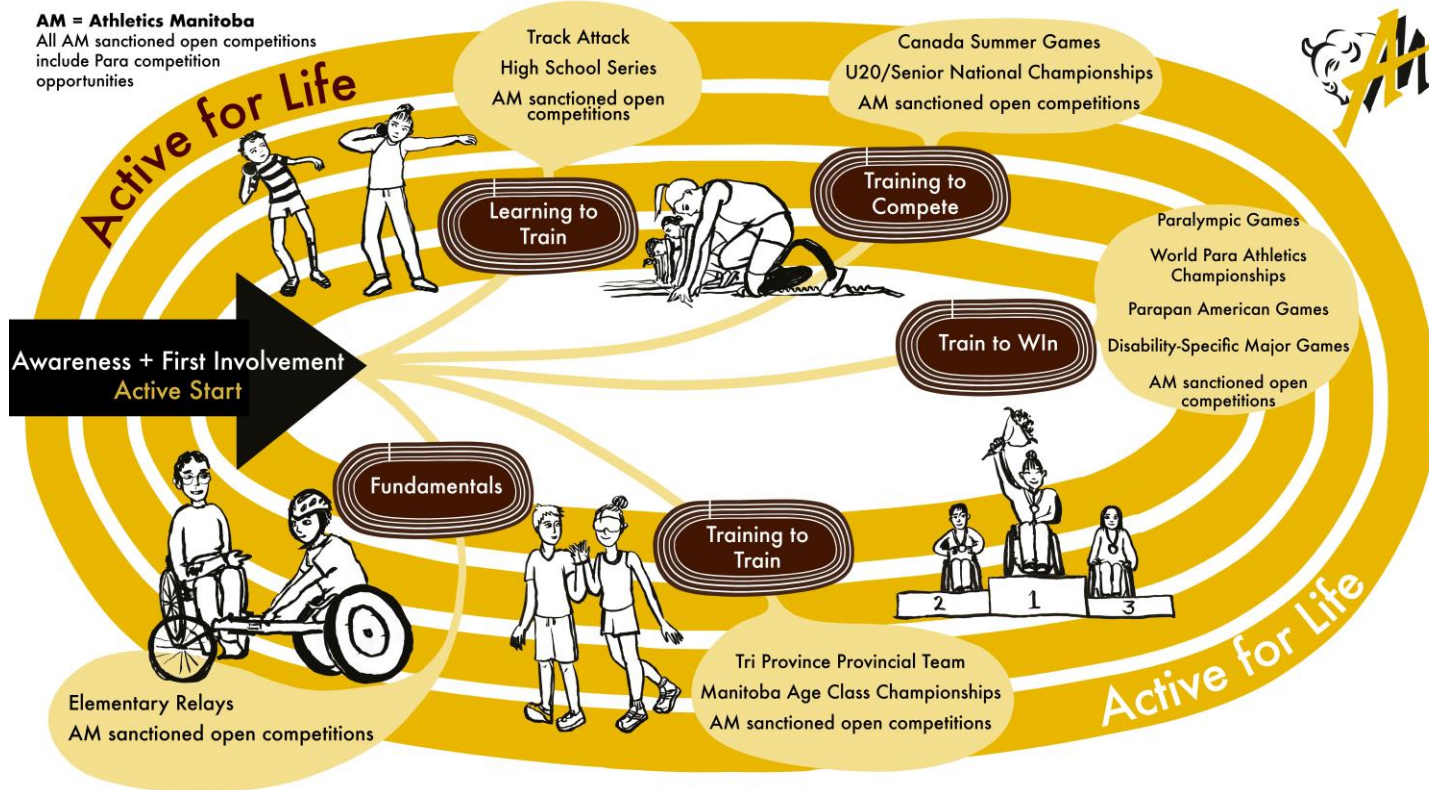 AM = Athletics Manitoba
All AM sanctioned open competitions
include Para competition
opportunities
Active for Life
Track Attack
High School Series
AM sanctioned open
competitions
Learning to
Train
Canada Summer Games
U20/Senior National Championships
AM sanctioned open competitions
Training to
Compete
AM
Paralympic Games
World Para Athletics
Championships
Parapan American Games
Disability-Specific Major Games
AM sanctioned open
competitions
Train to WIn
Awareness + First Involvement
Active Start
Fundamentals
Elementary Relays
AM sanctioned open competitions
Training to
Train
Tri Province Provincial Team
Manitoba Age Class Championships
AM sanctioned open competitions
2 1 3
Active for Life